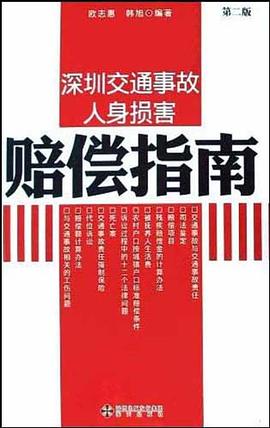 欧志惠 韩旭◎编著
第二版
深圳交通事故
人身损害
赔偿指南
交通事故与交通事故责任
司法鉴定
赔偿项目
残疾赔偿金的计算办法
被抚养人生活费
农村户口按城镇户口标准赔偿条件
诉讼过程中的十二个法律问题
交通事故责任强制保险
代位诉讼
赔偿额计算办法
与交通事故相关的工伤问题